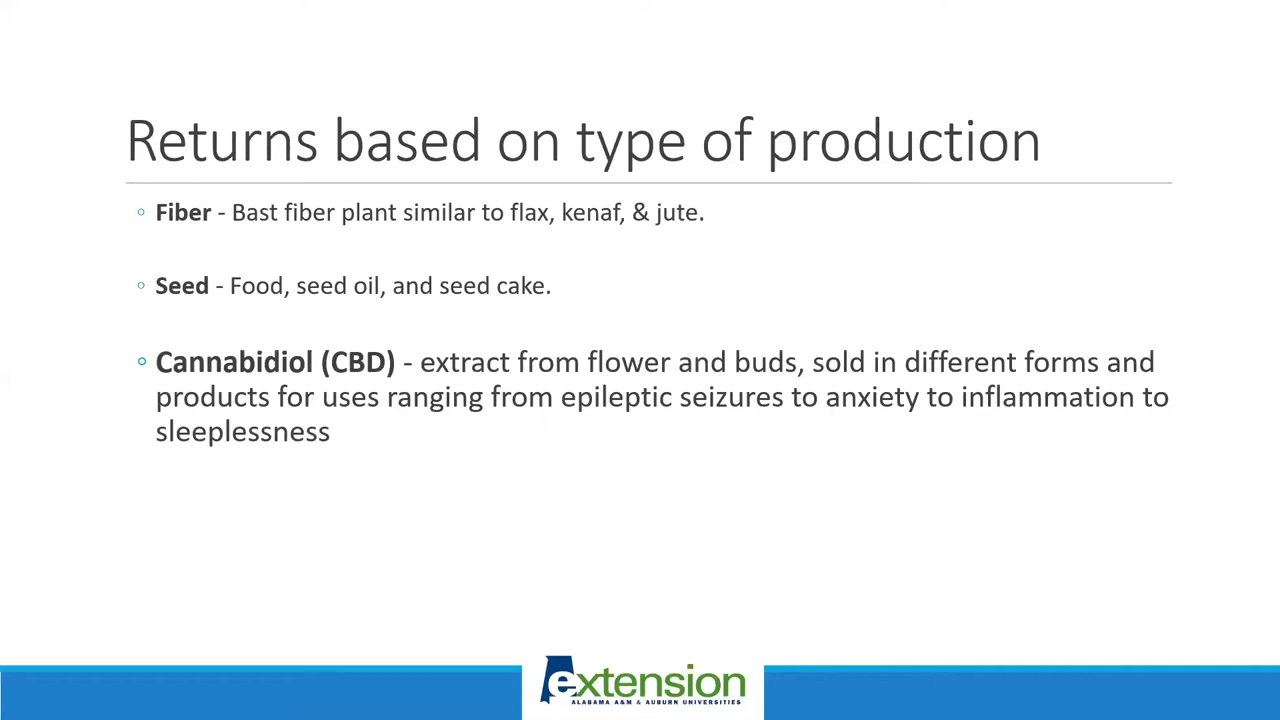 Returns based on type of production
◦ Fiber - Bast fiber plant similar to flax, kenaf, & jute.
◦ Seed - Food, seed oil, and seed cake.
◦ Cannabidiol (CBD) - extract from flower and buds, sold in different forms and
products for uses ranging from epileptic seizures to anxiety to inflammation to
sleeplessness
extension
ALABAMA A&M & AUBURN UNIVERSITIES